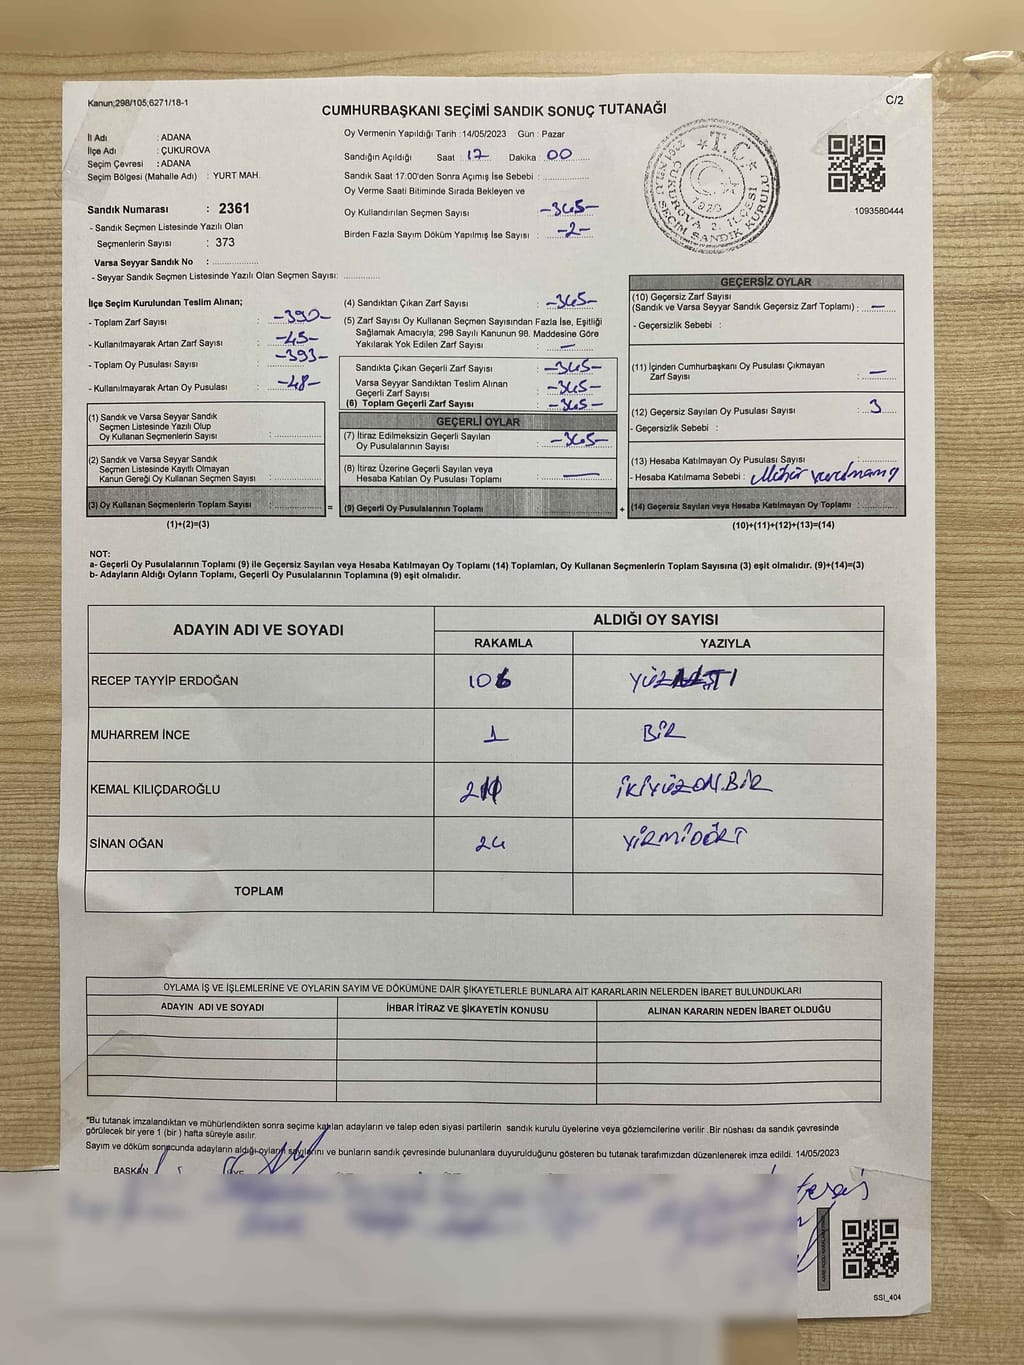 Kanun;298/105,6271/18-1
C/2
CUMHURBAŞKANI SEÇİMİ SANDIK SONUÇ TUTANAĞI
İl Adı : ADANA
İlçe Adı : ÇUKUROVA
Seçim Çevresi : ADANA
Seçim Bölgesi (Mahalle Adı) : YURT MAH.
Sandık Numarası : 2361
- Sandık Seçmen Listesinde Yazılı Olan
Seçmenlerin Sayısı : 373
Varsa Seyyar Sandık No :
- Seyyar Sandık Seçmen Listesinde Yazılı Olan Seçmen Sayısı:
Oy Vermenin Yapıldığı Tarih : 14/05/2023 Gün : Pazar
Sandığın Açıldığı Saat 17 Dakika 00
Sandık Saat 17:00'den Sonra Açımış İse Sebebi :
Oy Verme Saati Bitiminde Sırada Bekleyen ve
Oy Kullandırılan Seçmen Sayısı -345-
Birden Fazla Sayım Döküm Yapılmış İse Sayısı -2-
T.C.
1093580444
İlçe Seçim Kurulundan Teslim Alınan;
- Toplam Zarf Sayısı : -390-
- Kullanılmayarak Artan Zarf Sayısı : -45-
- Toplam Oy Pusulası Sayısı : -393-
- Kullanılmayarak Artan Oy Pusulası : -48-
(1) Sandık ve Varsa Seyyar Sandık
Seçmen Listesinde Yazılı Olup
Oy Kullanan Seçmenlerin Sayısı :
(2) Sandık ve Varsa Seyyar Sandık
Seçmen Listesinde Kayıtlı Olmayan
Kanun Gereği Oy Kullanan Seçmen Sayısı :
(3) Oy Kullanan Seçmenlerin Toplam Sayısı :
(1)+(2)=(3)
(4) Sandıktan Çıkan Zarf Sayısı : -345-
(5) Zarf Sayısı Oy Kullanan Seçmen Sayısından Fazla İse, Eşitliği
Sağlamak Amacıyla; 298 Sayılı Kanunun 98. Maddesine Göre
Yakılarak Yok Edilen Zarf Sayısı : —
Sandıkta Çıkan Geçerli Zarf Sayısı : -345-
Varsa Seyyar Sandıktan Teslim Alınan
Geçerli Zarf Sayısı : -345-
(6) Toplam Geçerli Zarf Sayısı : -345-
GEÇERLİ OYLAR
(7) İtiraz Edilmeksizin Geçerli Sayılan
Oy Pusulalarının Sayısı : -345-
(8) İtiraz Üzerine Geçerli Sayılan veya
Hesaba Katılan Oy Pusulası Toplamı : —
= (9) Geçerli Oy Pusulalarının Toplamı :
GEÇERSİZ OYLAR
(10) Geçersiz Zarf Sayısı
(Sandık ve Varsa Seyyar Sandık Geçersiz Zarf Toplamı) : —
- Geçersizlik Sebebi :
(11) İçinden Cumhurbaşkanı Oy Pusulası Çıkmayan
Zarf Sayısı : —
(12) Geçersiz Sayılan Oy Pusulası Sayısı : 3
- Geçersizlik Sebebi :
(13) Hesaba Katılmayan Oy Pusulası Sayısı :
- Hesaba Katılmama Sebebi : Mühür vurulmamış
+ (14) Geçersiz Sayılan veya Hesaba Katılmayan Oy Toplamı :
(10)+(11)+(12)+(13)=(14)
NOT:
a- Geçerli Oy Pusulalarının Toplamı (9) ile Geçersiz Sayılan veya Hesaba Katılmayan Oy Toplamı (14) Toplamları, Oy Kullanan Seçmenlerin Toplam Sayısına (3) eşit olmalıdır. (9)+(14)=(3)
b- Adayların Aldığı Oyların Toplamı, Geçerli Oy Pusulalarının Toplamına (9) eşit olmalıdır.
ADAYIN ADI VE SOYADI
ALDIĞI OY SAYISI
RAKAMLA YAZIYLA
RECEP TAYYİP ERDOĞAN 106
MUHARREM İNCE 1 BİR
KEMAL KILIÇDAROĞLU 211 İKİYÜZON.BİR
SİNAN OĞAN 24 YİRMİDÖRT
TOPLAM
OYLAMA İŞ VE İŞLEMLERİNE VE OYLARIN SAYIM VE DÖKÜMÜNE DAİR ŞİKAYETLERLE BUNLARA AİT KARARLARIN NELERDEN İBARET BULUNDUKLARI
ADAYIN ADI VE SOYADI İHBAR İTİRAZ VE ŞİKAYETİN KONUSU ALINAN KARARIN NEDEN İBARET OLDUĞU
*Bu tutanak imzalandıktan ve mühürlendikten sonra seçime katılan adayların ve talep eden siyasi partilerin sandık kurulu üyelerine veya gözlemcilerine verilir .Bir nüshası da sandık çevresinde
görülecek bir yere 1 (bir ) hafta süreyle asılır.
Sayım ve döküm sonucunda adayların aldığı oyların sayılarını ve bunların sandık çevresinde bulunanlara duyurulduğunu gösteren bu tutanak tarafımızdan düzenlenerek imza edildi. 14/05/2023
BAŞKAN ÜYE
SSI_404